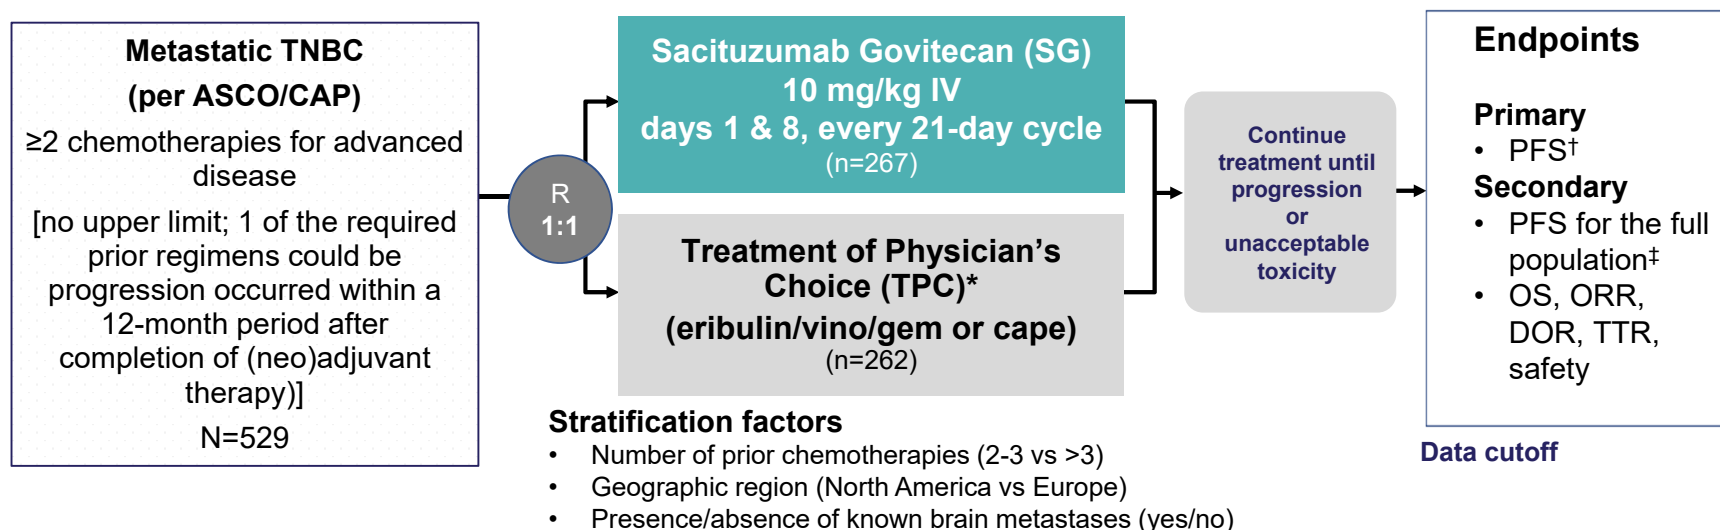 Metastatic TNBC
(per ASCO/CAP)
≥2 chemotherapies for advanced
disease
[no upper limit; 1 of the required
prior regimens could be
progression occurred within a
12-month period after
completion of (neo)adjuvant
therapy)]
N=529
R
1:1
Sacituzumab Govitecan (SG)
10 mg/kg IV
days 1 & 8, every 21-day cycle
(n=267)
Treatment of Physician’s
Choice (TPC)*
(eribulin/vino/gem or cape)
(n=262)
Stratification factors
• Number of prior chemotherapies (2-3 vs >3)
• Geographic region (North America vs Europe)
• Presence/absence of known brain metastases (yes/no)
Continue
treatment until
progression
or
unacceptable
toxicity
Endpoints
Primary
• PFS†
Secondary
• PFS for the full
population‡
• OS, ORR,
DOR, TTR,
safety
Data cutoff